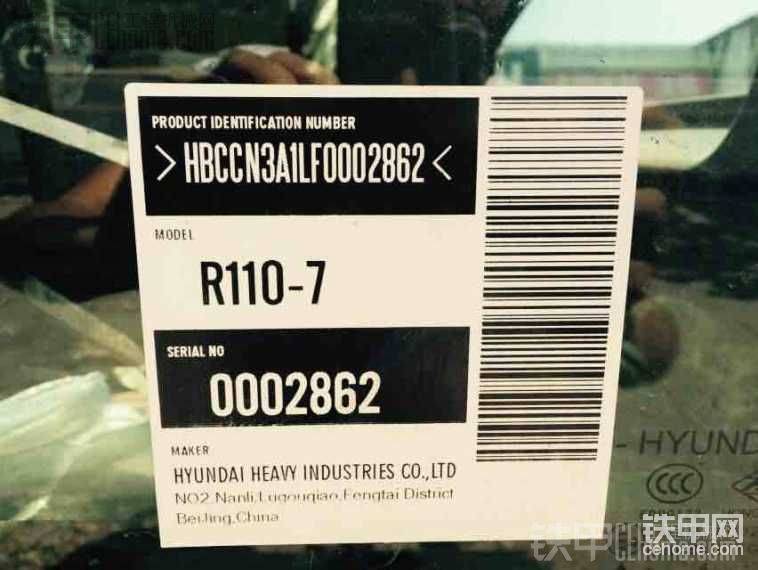 PRODUCT IDENTIFICATION NUMBER
>HBCCN3A1LF0002862<
MODEL
R110-7
SERIAL NO
0002862
MAKER
HYUNDAI HEAVY INDUSTRIES CO.,LTD
NO2 Nanli,Lugouqiao,Fengtai District
BeiJing,China
- HYUND
CCC
铁甲网
cehome.com